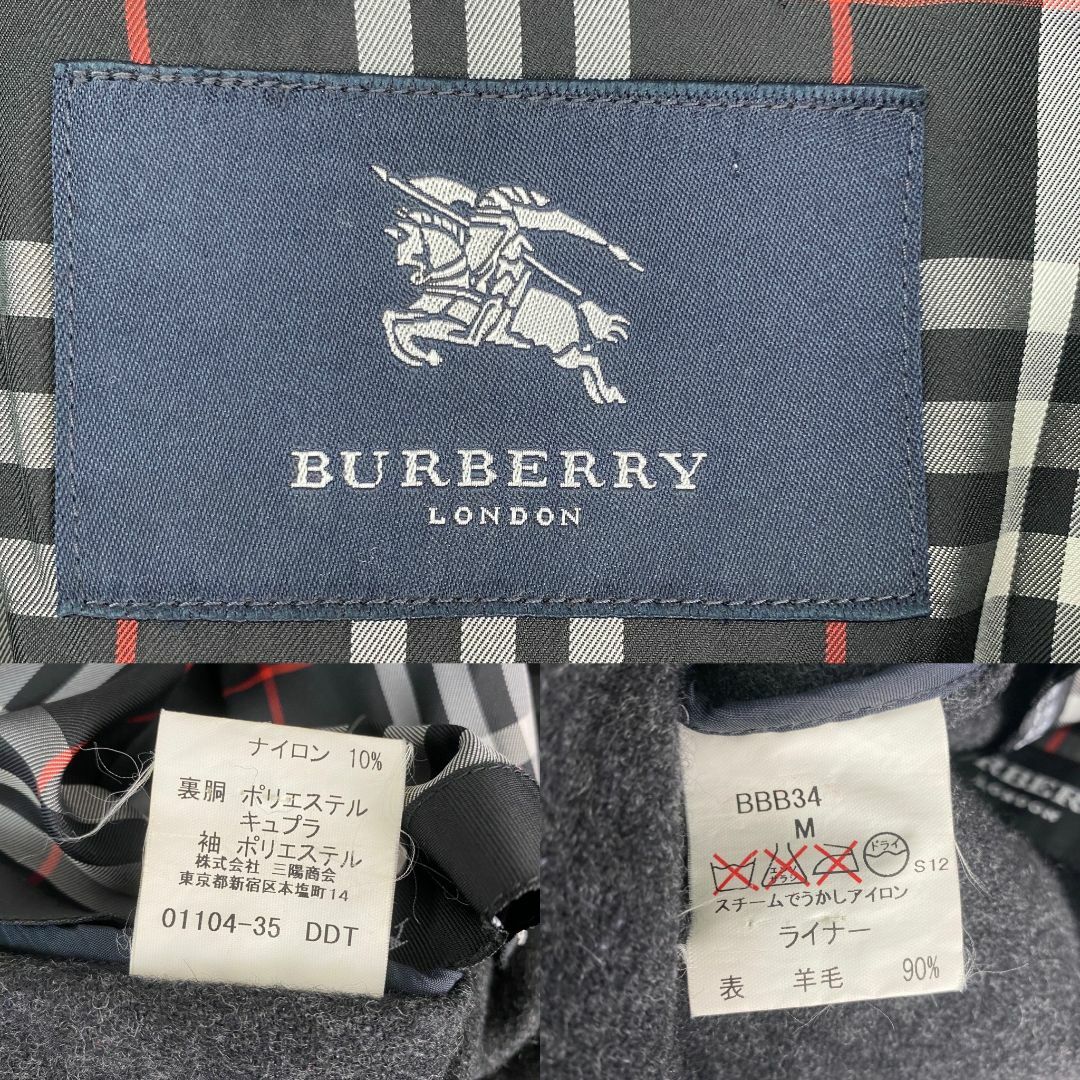 BURBERRY
LONDON
ナイロン 10%
裏胴 ポリエステル
キュプラ
袖 ポリエステル
株式会社 三陽商会
東京都新宿区本塩町14
01104-35 DDT
BBB34
M
ドライ
S12
スチームでうかしアイロン
ライナー
表 羊毛 90%
LONDON